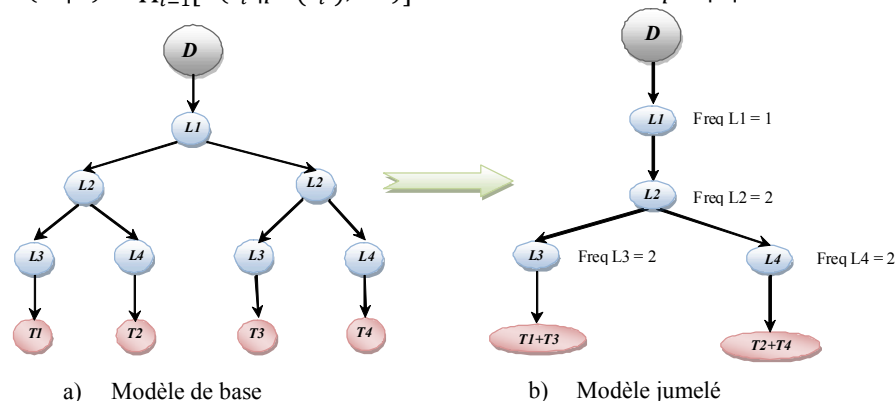 D D
L1 L1 Freq L1 = 1
L2 L2 L2 Freq L2 = 2
L3 L4 L3 L4 L3 Freq L3 = 2 L4 Freq L4 = 2
T1 T2 T3 T4 T1+T3 T2+T4
a) Modèle de base b) Modèle jumelé